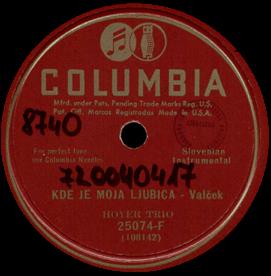 COLUMBIA
Mfrd. under Pats. Pending Trade Marks Reg. U.S.
Pat. Off. Marcas Registradas Made in U.S.A.
8740
For perfect tone
use Columbia Needles
Slovenian
Instrumental
720040417
KDE JE MOJA LJUBICA - Valček
HOYER TRIO
25074-F
(108142)